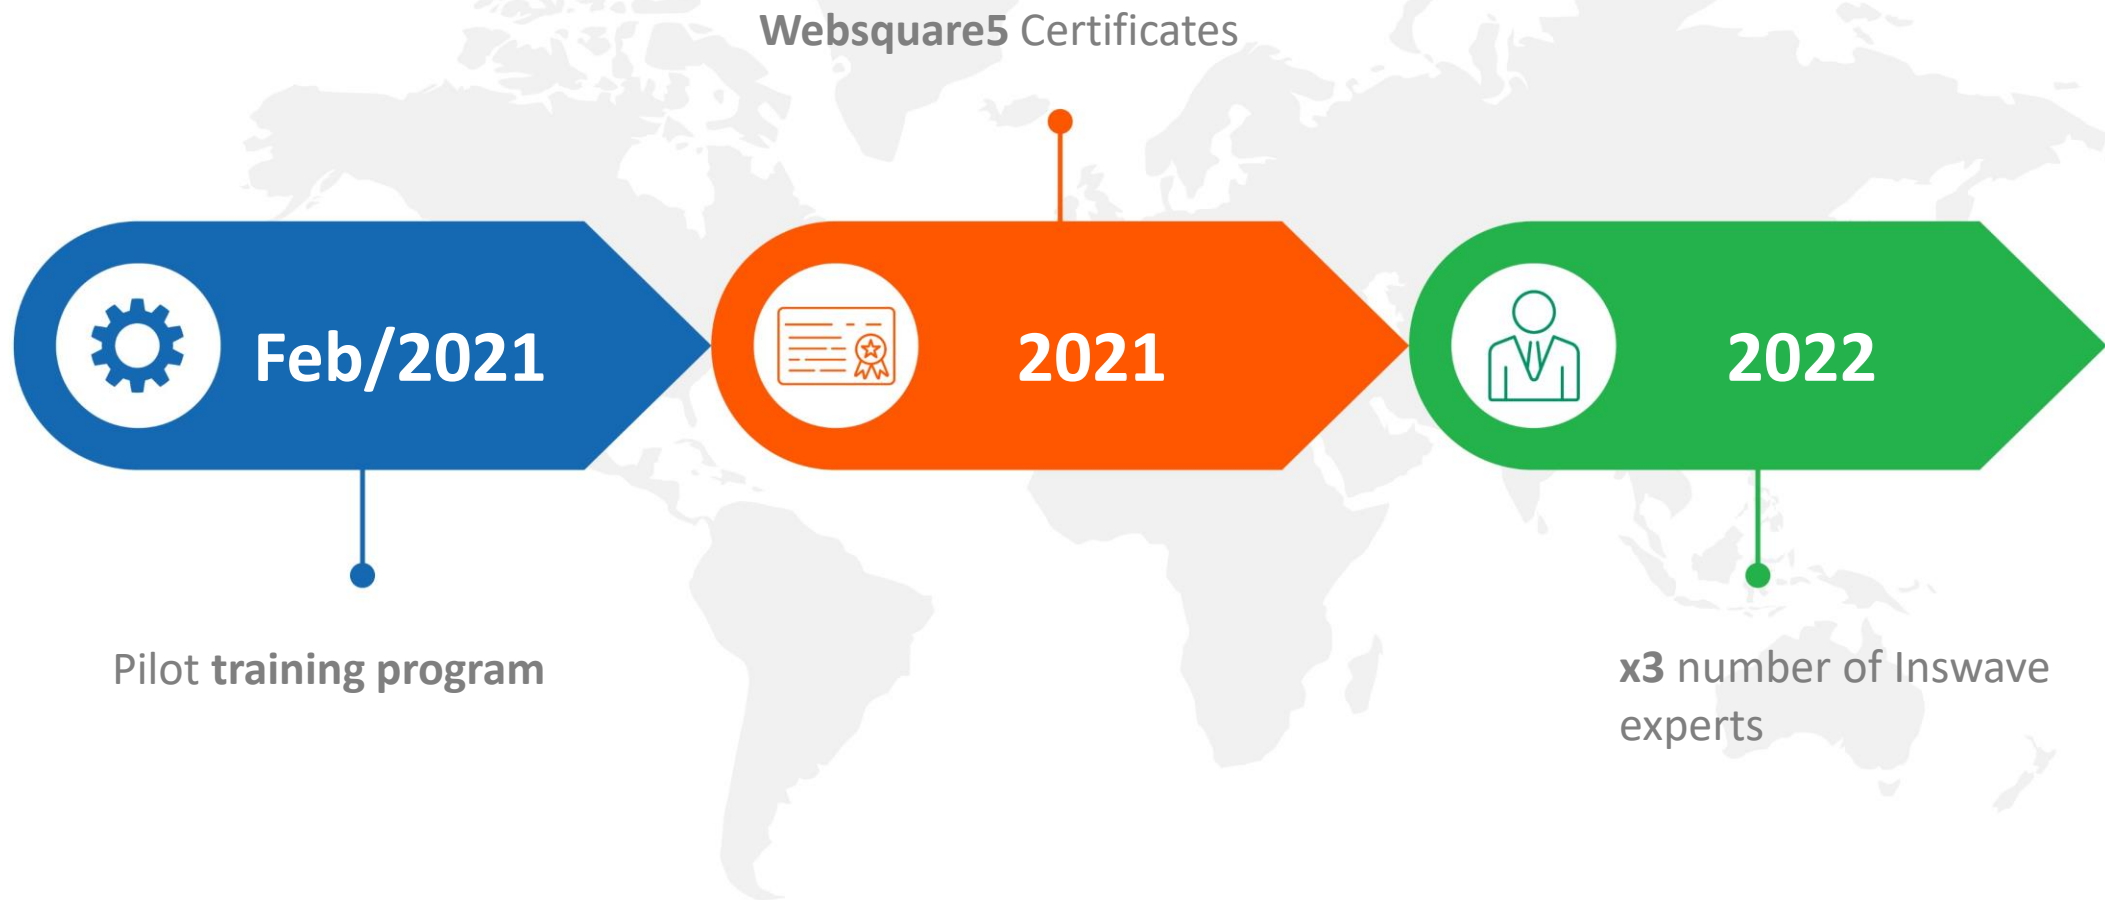 Websquare5 Certificates
Feb/2021
2021
2022
Pilot training program
x3 number of Inswave
experts